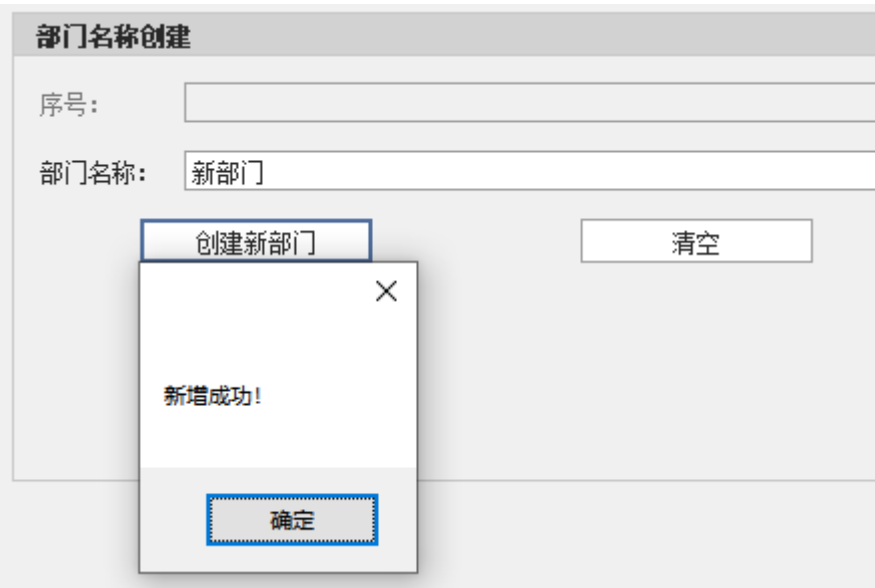 部门名称创建
序号：
部门名称： 新部门
创建新部门 清空
新增成功!
确定